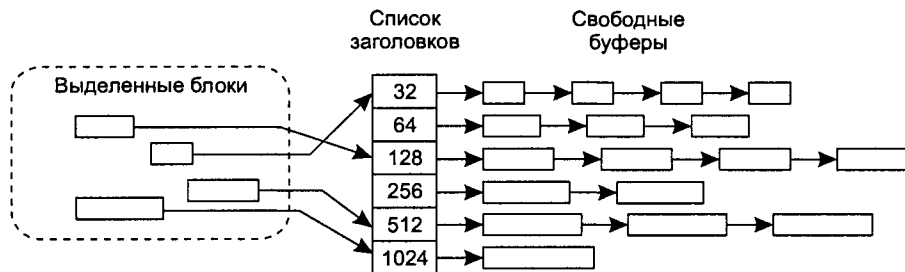 Список
заголовков
Свободные
буферы
Выделенные блоки
32
64
128
256
512
1024